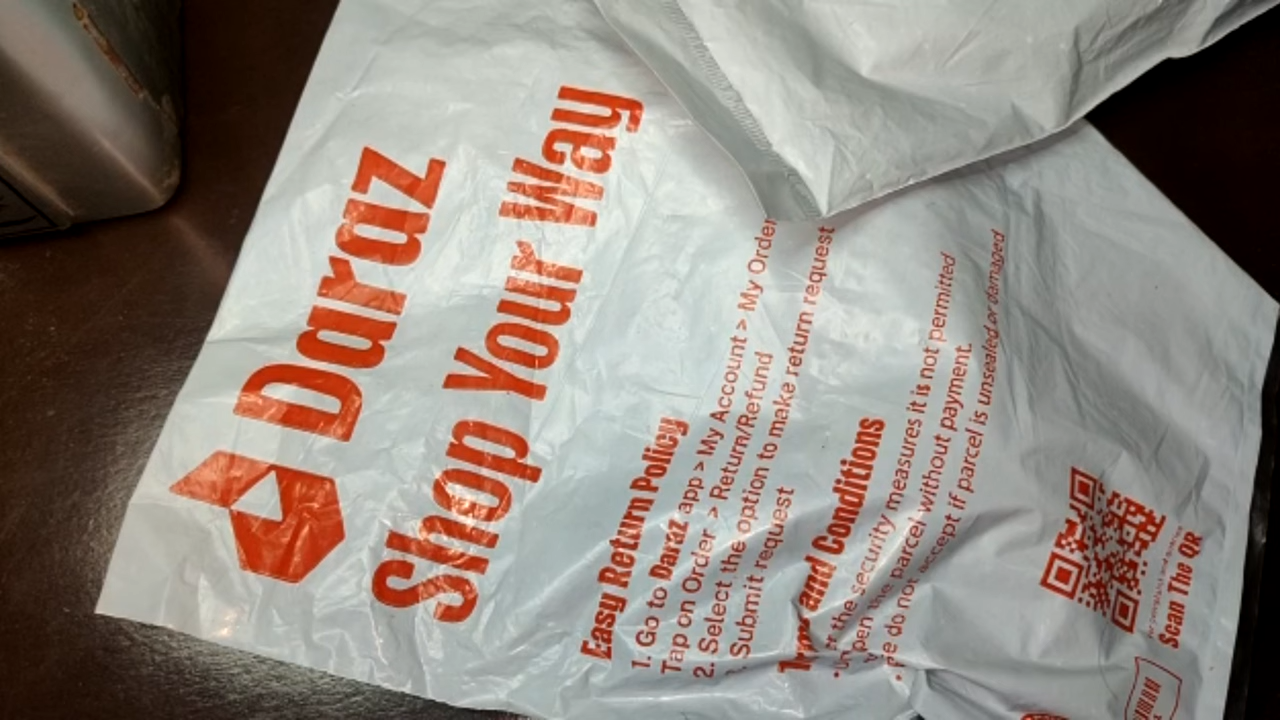 Daraz
Shop Your Way
Easy Return Policy
1. Go to Daraz app > My Account > My Order
Tap on Order > Return/Refund
2. Select the option to make return request
Submit request
and Conditions
the security measures it is not permitted
open the parcel without payment.
do not accept if parcel is unsealed or damaged
Scan The QR